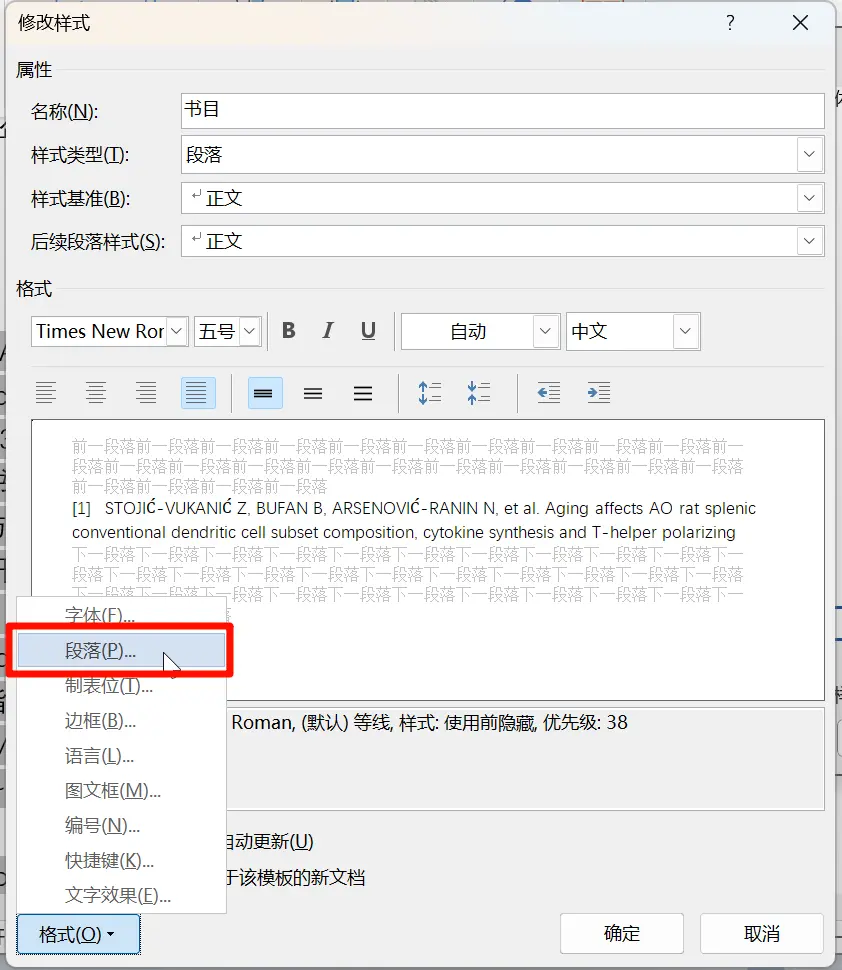 修改样式
?
属性
名称(N):
书目
样式类型(T):
段落
样式基准(B):
正文
后续段落样式(S):
正文
格式
Times New Ror
五号
B
I
U
自动
中文
前一段落前一段落前一段落前一段落前一段落前一段落前一段落前一段落前一段落前一段落前一
段落前一段落前一段落前一段落前一段落前一段落前一段落前一段落前一段落前一段落前一段落
前一段落前一段落前一段落前一段落
[1] STOJIĆ-VUKANIĆ Z, BUFAN B, ARSENOVIĆ-RANIN N, et al. Aging affects AO rat splenic
conventional dendritic cell subset composition, cytokine synthesis and T-helper polarizing
下一段落下一段落下一段落下一段落下一段落下一段落下一段落下一段落下一段落下一段落下一
段落下一段落下一段落下一段落下一段落下一段落下一段落下一段落下一段落下一段落下一段落
下一段落下一段落下一段落下一段落下一段落下一段落下一段落下一段落下一段落下一段落下一
字体(F)...
段落(P)...
制表位(T)...
边框(B)...
Roman, (默认) 等线, 样式: 使用前隐藏, 优先级: 38
语言(L)...
图文框(M)...
编号(N)...
自动更新(U)
快捷键(K)...
于该模板的新文档
文字效果(E)...
格式(O)
确定
取消